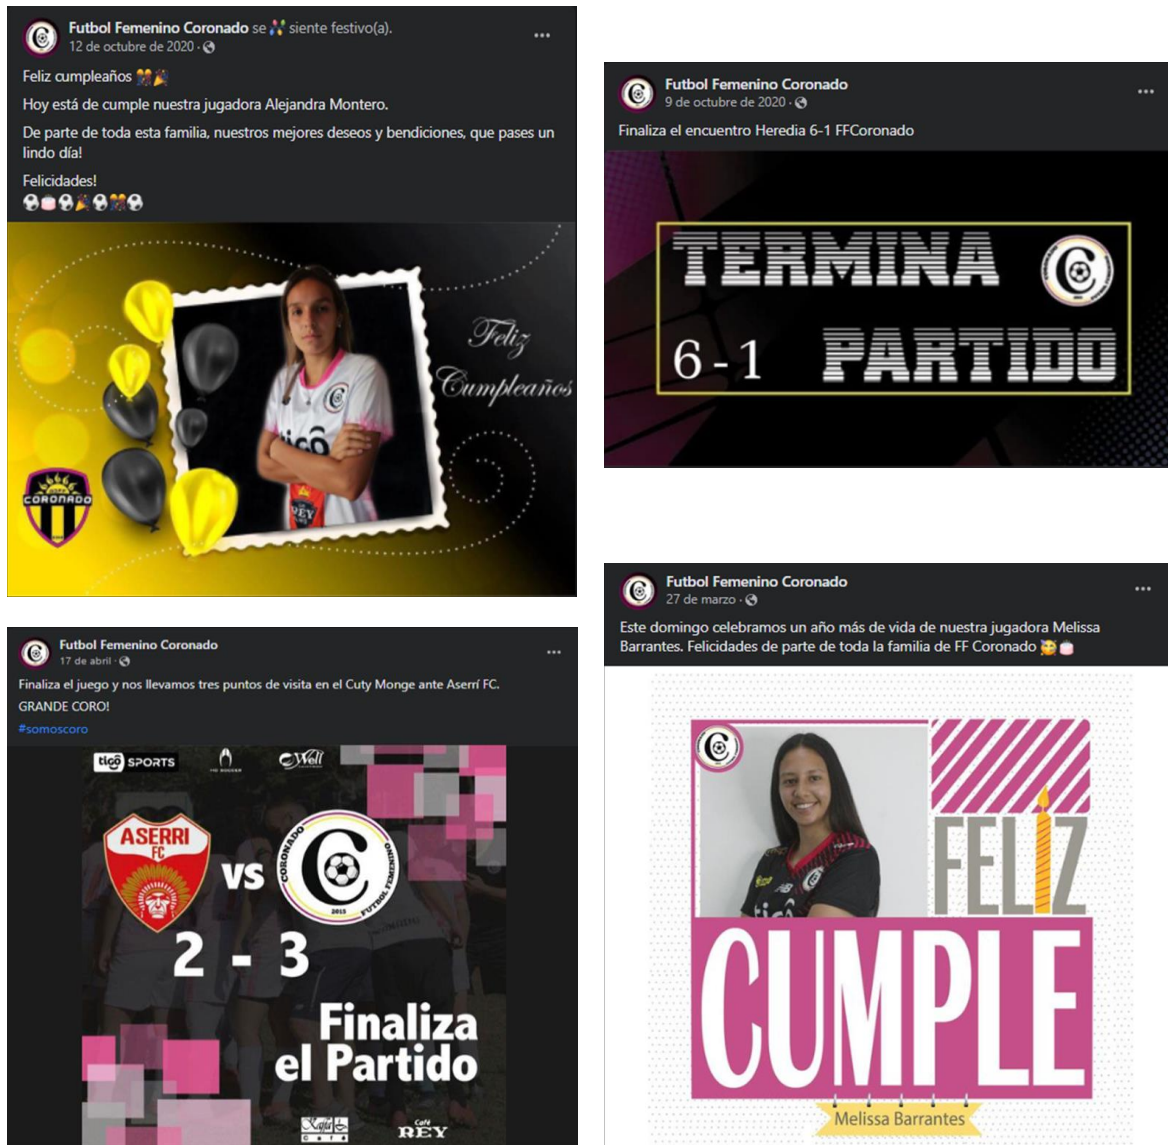 Futbol Femenino Coronado se siente festivo(a).
12 de octubre de 2020
Feliz cumpleaños
Hoy está de cumple nuestra jugadora Alejandra Montero.
De parte de toda esta familia, nuestros mejores deseos y bendiciones, que pases un
lindo día!
Felicidades!
Feliz
Cumpleaños
CORONADO
tigo
REY
Futbol Femenino Coronado
9 de octubre de 2020
Finaliza el encuentro Heredia 6-1 FFCoronado
TERMINA
6 - 1 PARTIDO
Futbol Femenino Coronado
17 de abril
Finaliza el juego y nos llevamos tres puntos de visita en el Cuty Monge ante Aserrí FC.
GRANDE CORO!
#somoscoro
tigo SPORTS
Well
ASERRI
FC
vs
CORONADO
FUTBOL FEMENINO
2015
2 - 3
Finaliza
el Partido
Café
Café
REY
Futbol Femenino Coronado
27 de marzo
Este domingo celebramos un año más de vida de nuestra jugadora Melissa
Barrantes. Felicidades de parte de toda la familia de FF Coronado
tigo
FELIZ
CUMPLE
Melissa Barrantes